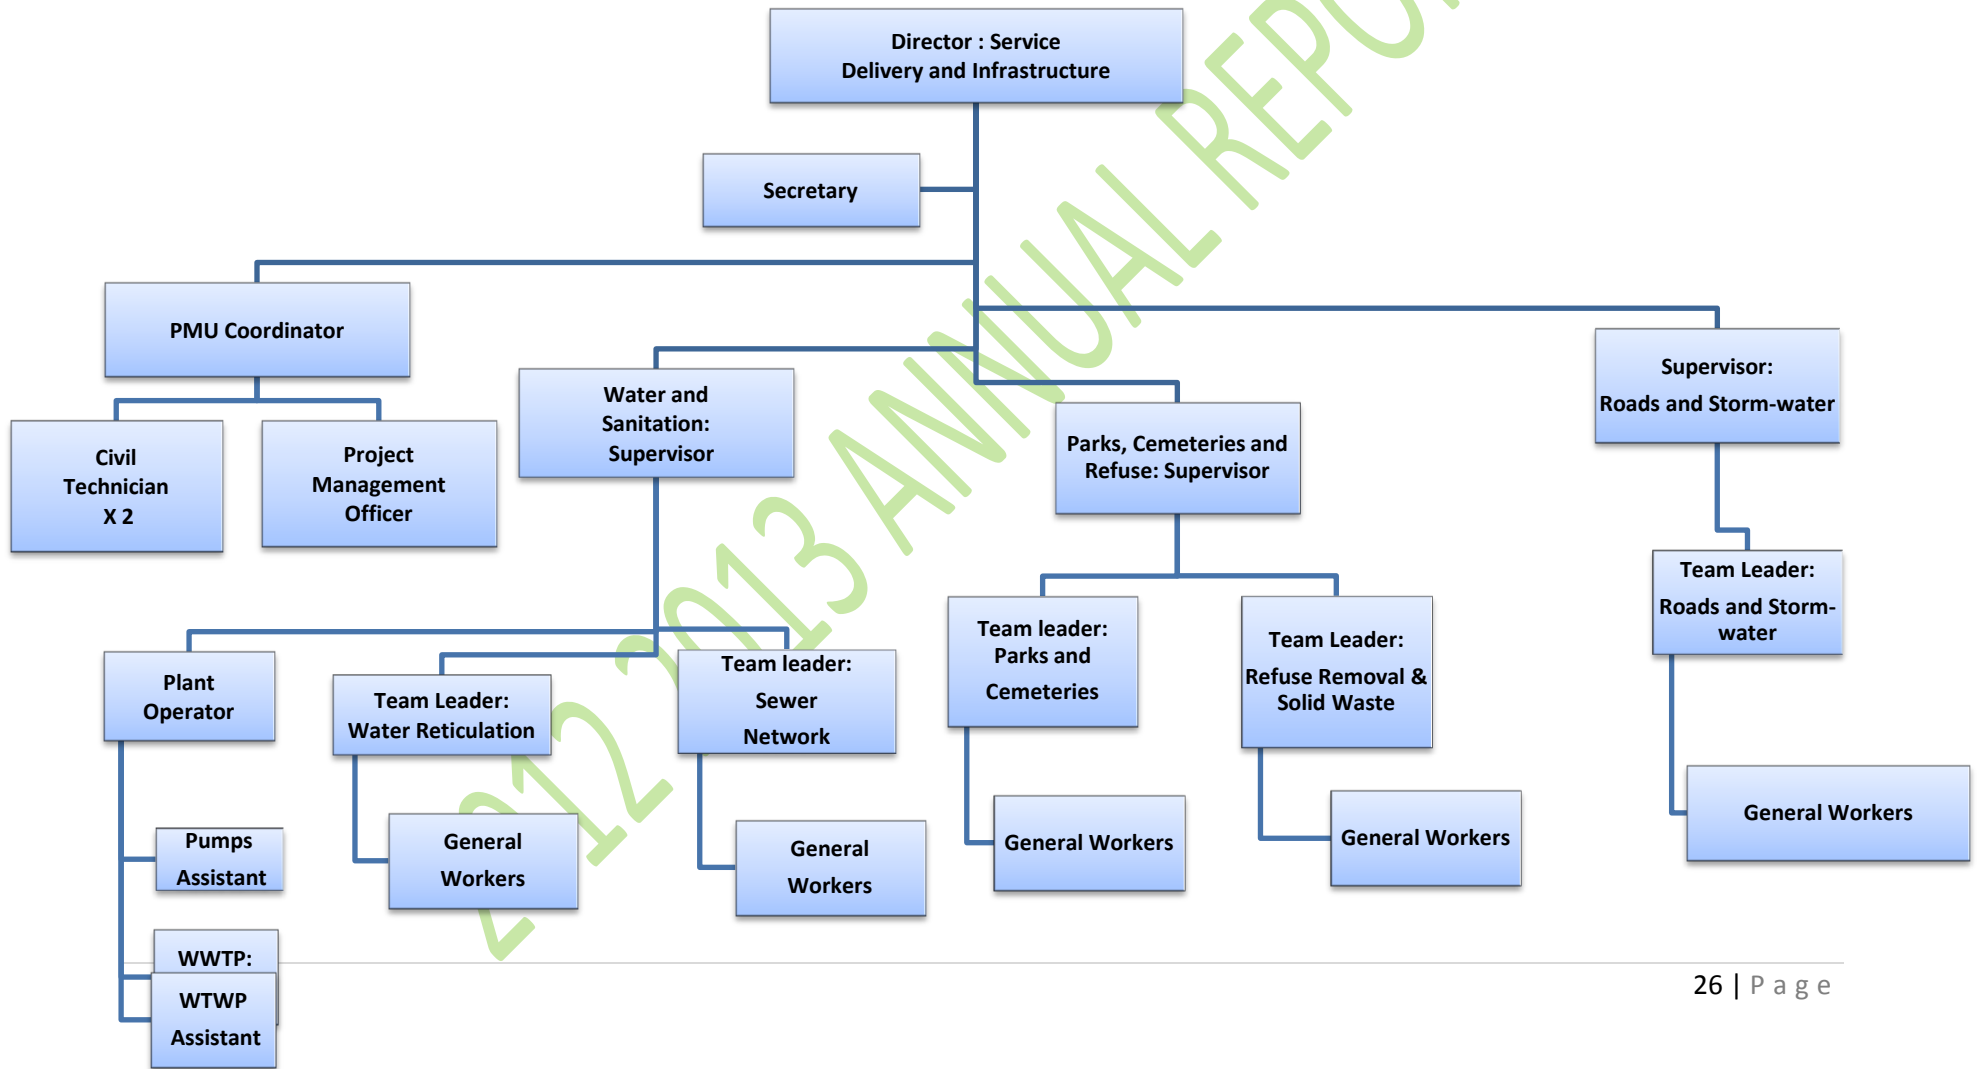 Director : Service
Delivery and Infrastructure
Secretary
PMU Coordinator
Civil
Technician
X 2
Project
Management
Officer
Water and
Sanitation:
Supervisor
Parks, Cemeteries and
Refuse: Supervisor
Supervisor:
Roads and Storm-water
Plant
Operator
Team Leader:
Water Reticulation
Team leader:
Sewer
Network
Team leader:
Parks and
Cemeteries
Team Leader:
Refuse Removal &
Solid Waste
Team Leader:
Roads and Storm-
water
Pumps
Assistant
General
Workers
General
Workers
General Workers
General Workers
General Workers
WWTP:
WTWP
Assistant
2012 2013 ANNUAL REPO
26 | P a g e